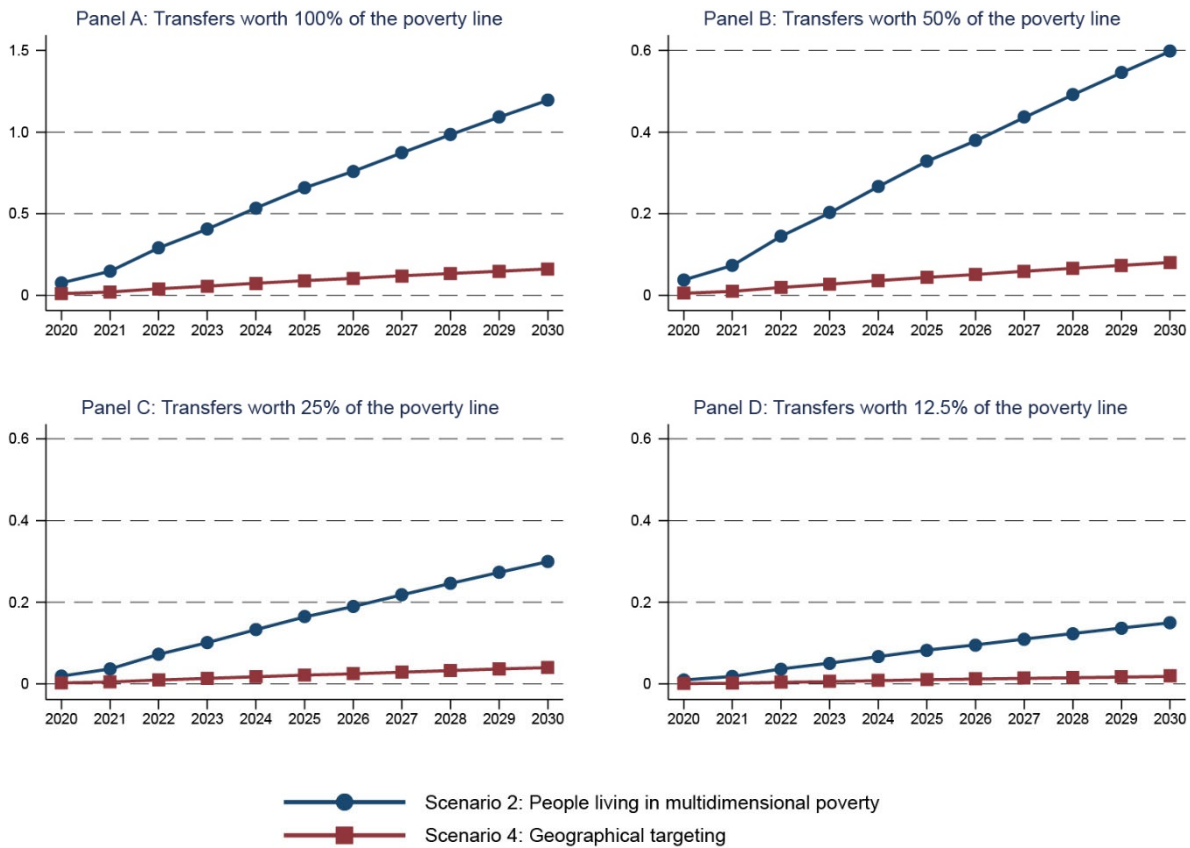 Panel A: Transfers worth 100% of the poverty line
1.5
1.0
0.5
0
2020 2021 2022 2023 2024 2025 2026 2027 2028 2029 2030
Panel B: Transfers worth 50% of the poverty line
0.6
0.4
0.2
0
2020 2021 2022 2023 2024 2025 2026 2027 2028 2029 2030
Panel C: Transfers worth 25% of the poverty line
0.6
0.4
0.2
0
2020 2021 2022 2023 2024 2025 2026 2027 2028 2029 2030
Panel D: Transfers worth 12.5% of the poverty line
0.6
0.4
0.2
0
2020 2021 2022 2023 2024 2025 2026 2027 2028 2029 2030
Scenario 2: People living in multidimensional poverty
Scenario 4: Geographical targeting